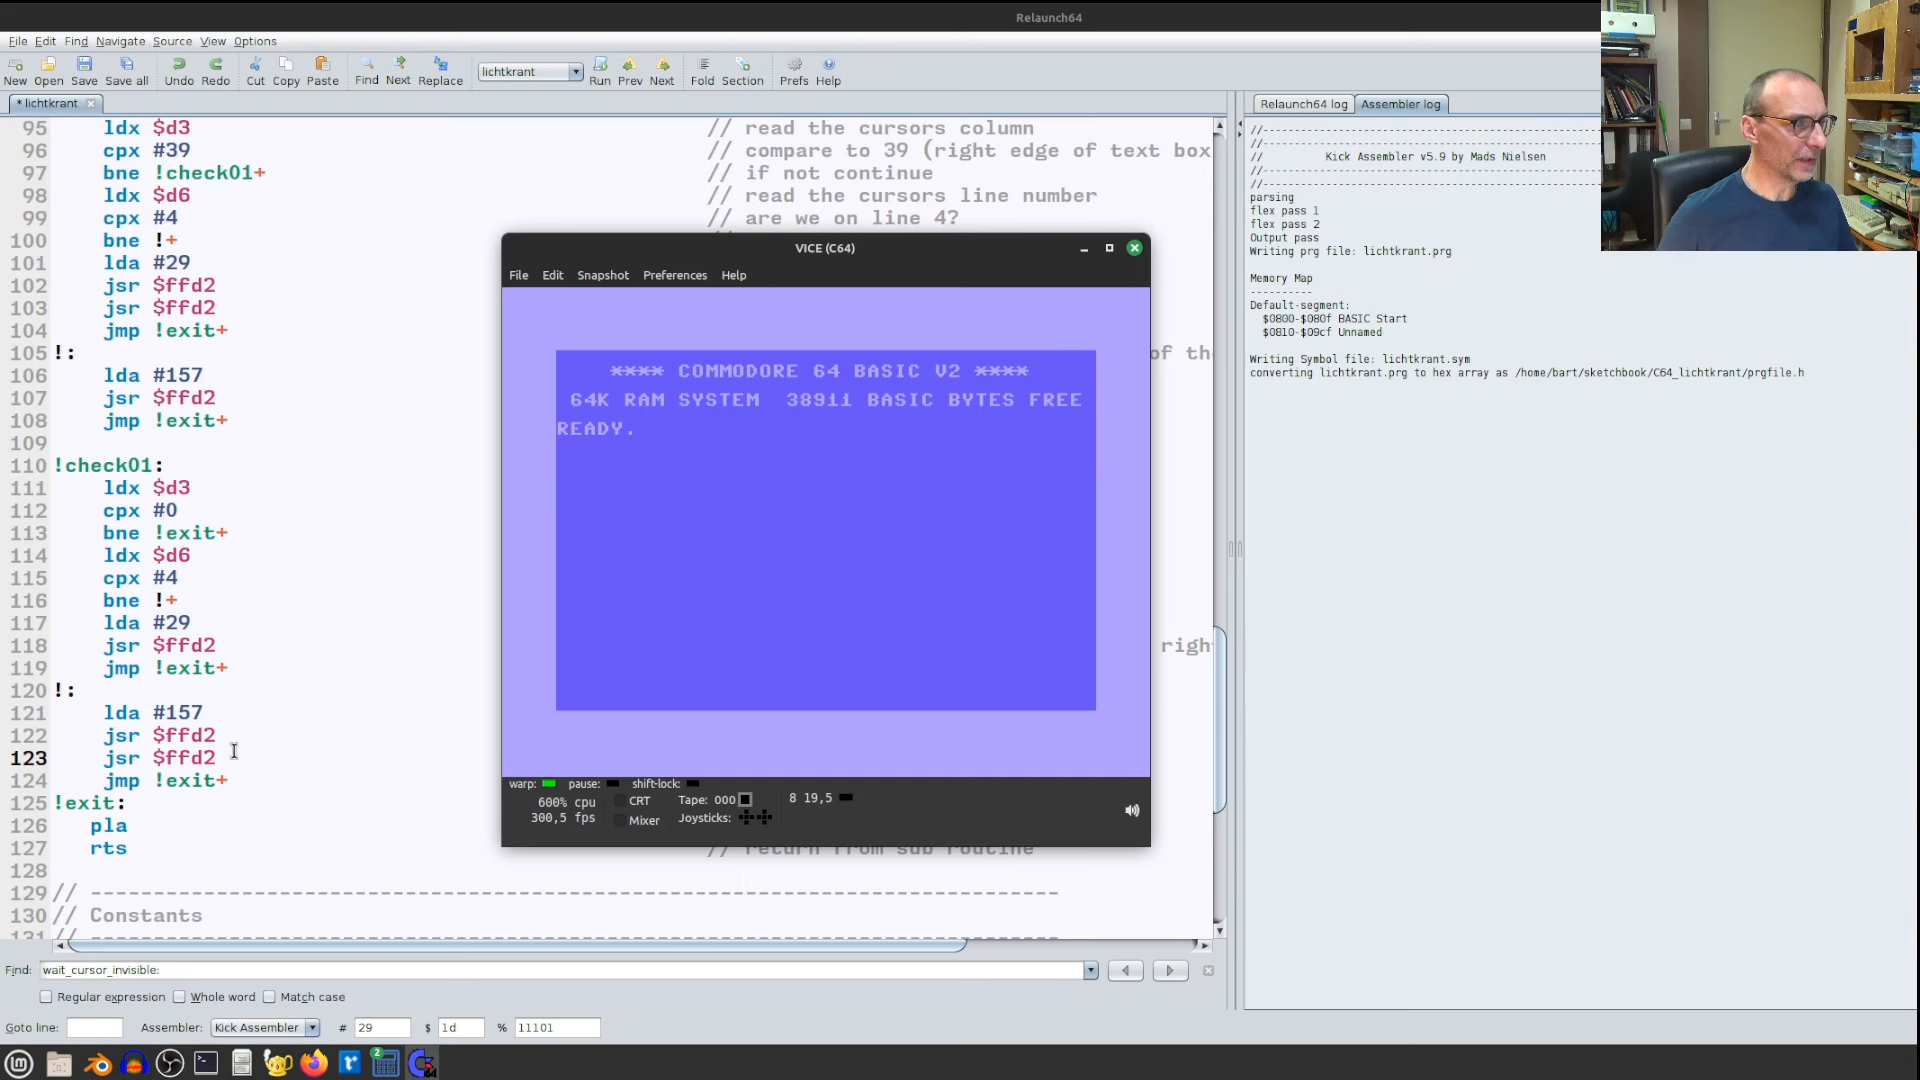 Relaunch64
File Edit Find Navigate Source View Options
New Open Save Save all Undo Redo Cut Copy Paste Find Next Replace lichtkrant Run Prev Next Fold Section Prefs Help
* lichtkrant
95 ldx $d3 // read the cursors column
96 cpx #39 // compare to 39 (right edge of text box
97 bne !check01+ // if not continue
98 ldx $d6 // read the cursors line number
99 cpx #4 // are we on line 4?
100 bne !+
101 lda #29
102 jsr $ffd2
103 jsr $ffd2
104 jmp !exit+
105 !: of th
106 lda #157
107 jsr $ffd2
108 jmp !exit+
109
110 !check01:
111 ldx $d3
112 cpx #0
113 bne !exit+
114 ldx $d6
115 cpx #4
116 bne !+
117 lda #29
118 jsr $ffd2 righ
119 jmp !exit+
120 !:
121 lda #157
122 jsr $ffd2
123 jsr $ffd2
124 jmp !exit+
125 !exit:
126 pla
127 rts // return from sub routine
128
129 // -----------------------------------------------------------------------------
130 // Constants
131 // -----------------------------------------------------------------------------
VICE (C64)
File Edit Snapshot Preferences Help
**** COMMODORE 64 BASIC V2 ****
64K RAM SYSTEM 38911 BASIC BYTES FREE
READY.
warp: pause: shift-lock:
600% cpu CRT Tape: 000 8 19,5
300,5 fps Mixer Joysticks:
Relaunch64 log Assembler log
//------------------------------------------------------
//------------------------------------------------------
// Kick Assembler v5.9 by Mads Nielsen
//------------------------------------------------------
//------------------------------------------------------
parsing
flex pass 1
flex pass 2
Output pass
Writing prg file: lichtkrant.prg
Memory Map
----------
Default-segment:
$0800-$080f BASIC Start
$0810-$09cf Unnamed
Writing Symbol file: lichtkrant.sym
converting lichtkrant.prg to hex array as /home/bart/sketchbook/C64_lichtkrant/prgfile.h
Find: wait_cursor_invisible:
Regular expression Whole word Match case
Goto line: Assembler: Kick Assembler # 29 $ 1d % 11101
2